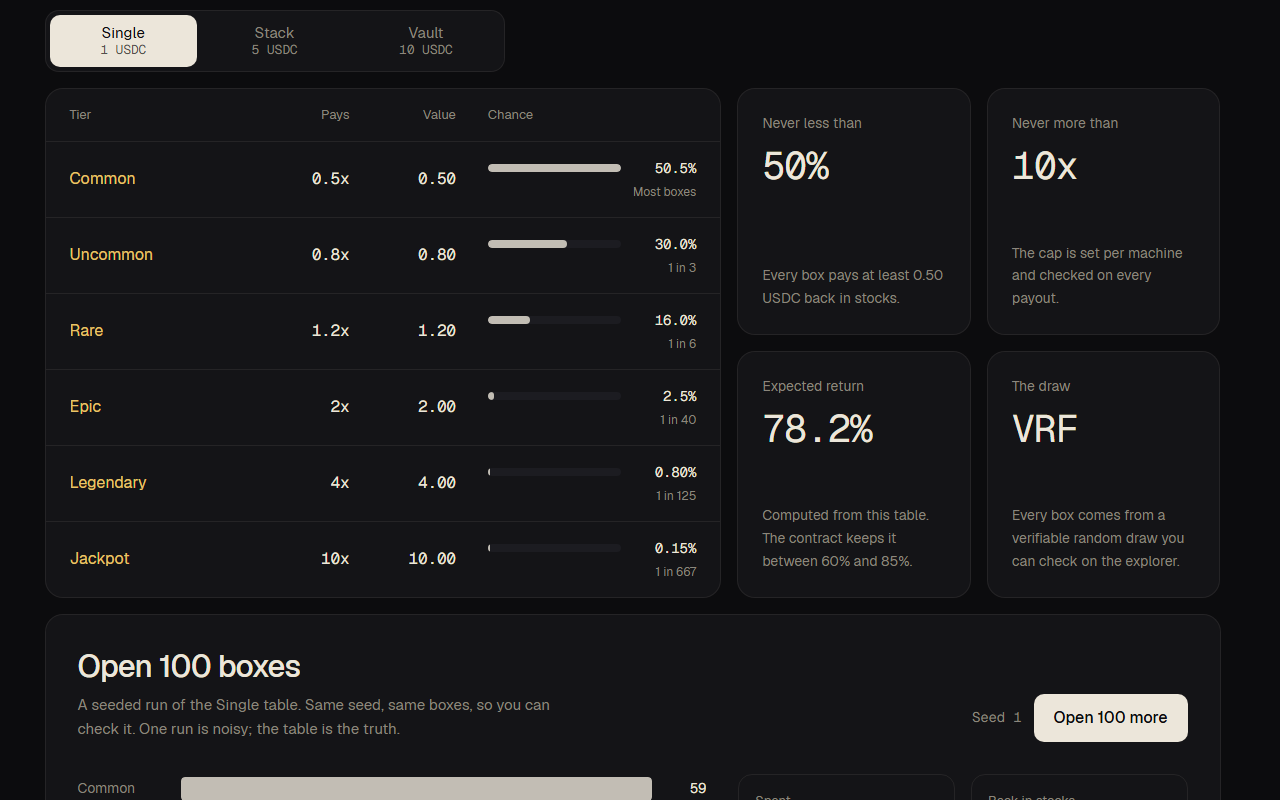 Single
1 USDC
Stack
5 USDC
Vault
10 USDC
Tier Pays Value Chance
Common 0.5x 0.50 50.5%
Most boxes
Uncommon 0.8x 0.80 30.0%
1 in 3
Rare 1.2x 1.20 16.0%
1 in 6
Epic 2x 2.00 2.5%
1 in 40
Legendary 4x 4.00 0.80%
1 in 125
Jackpot 10x 10.00 0.15%
1 in 667
Never less than
50%
Every box pays at least 0.50
USDC back in stocks.
Never more than
10x
The cap is set per machine
and checked on every
payout.
Expected return
78.2%
Computed from this table.
The contract keeps it
between 60% and 85%.
The draw
VRF
Every box comes from a
verifiable random draw you
can check on the explorer.
Open 100 boxes
A seeded run of the Single table. Same seed, same boxes, so you can
check it. One run is noisy; the table is the truth.
Seed 1
Open 100 more
Common 59
Spent
Back in stocks